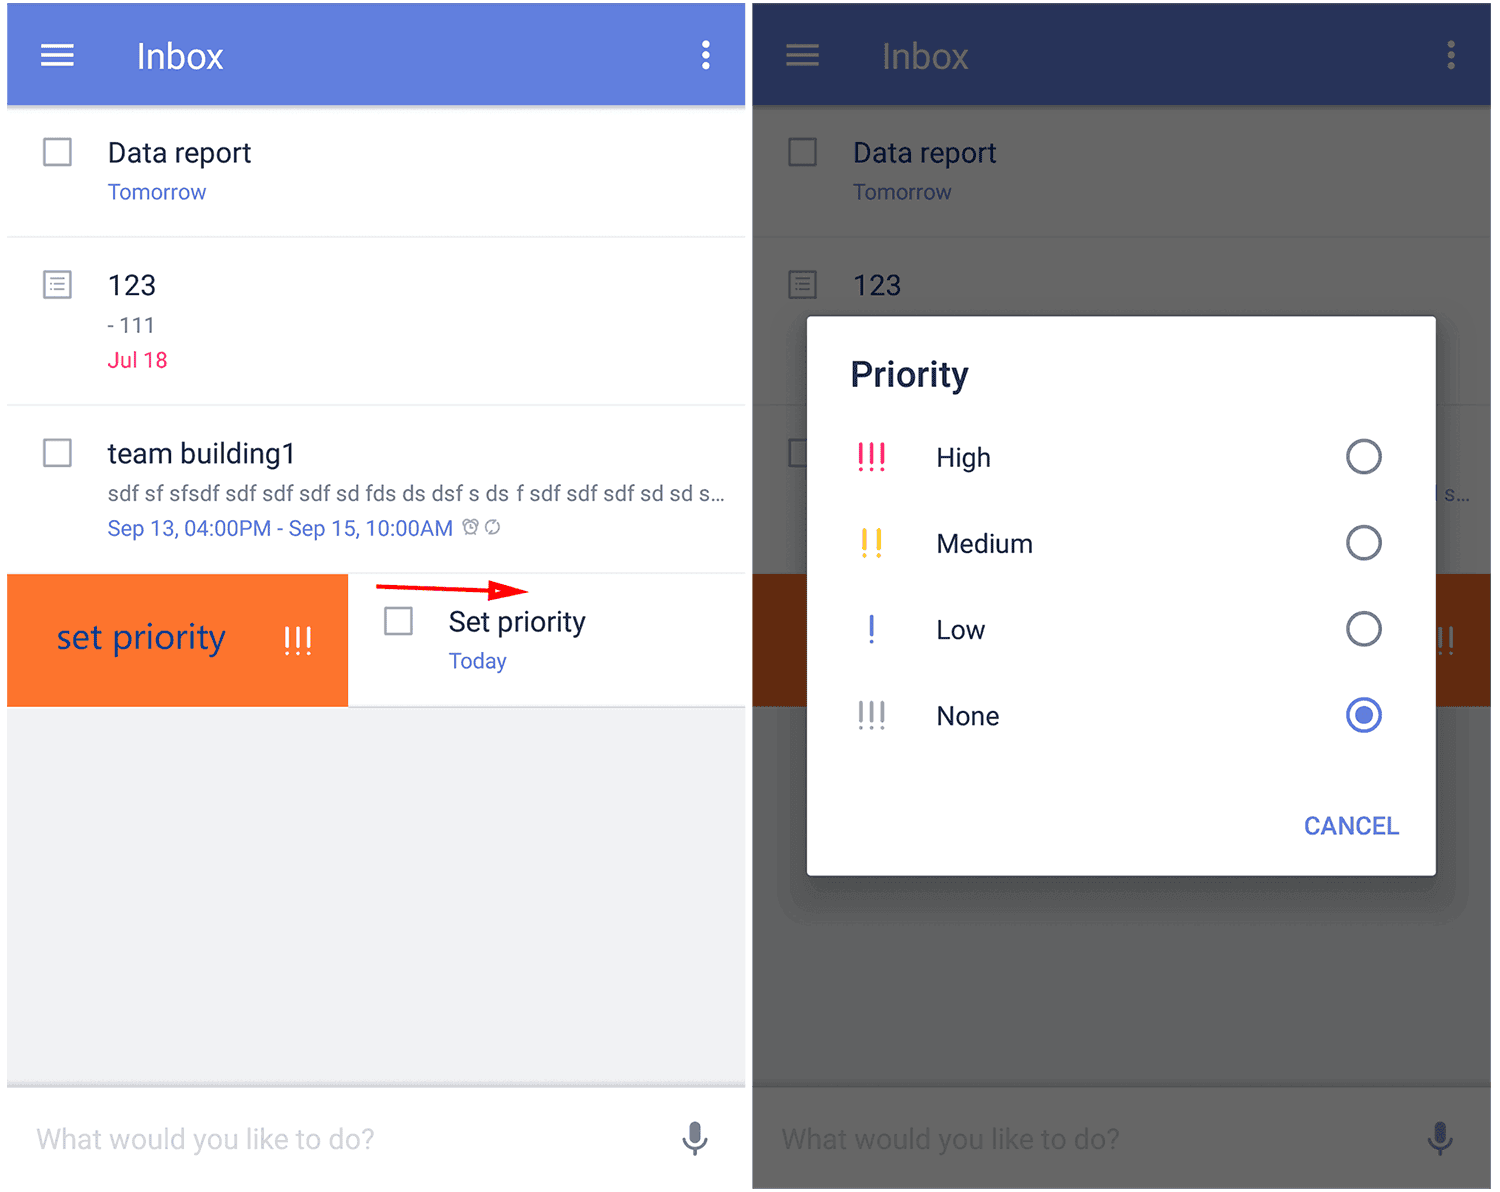 Inbox
Data report
Tomorrow
123
- 111
Jul 18
team building1
sdf sf sfsdf sdf sdf sdf sd fds ds dsf s ds f sdf sdf sdf sd sd s...
Sep 13, 04:00PM - Sep 15, 10:00AM
set priority !!!
Set priority
Today
What would you like to do?
Inbox
Data report
Tomorrow
123
Priority
!!! High
!! Medium
! Low
!!! None
CANCEL
s...
!!
What would you like to do?